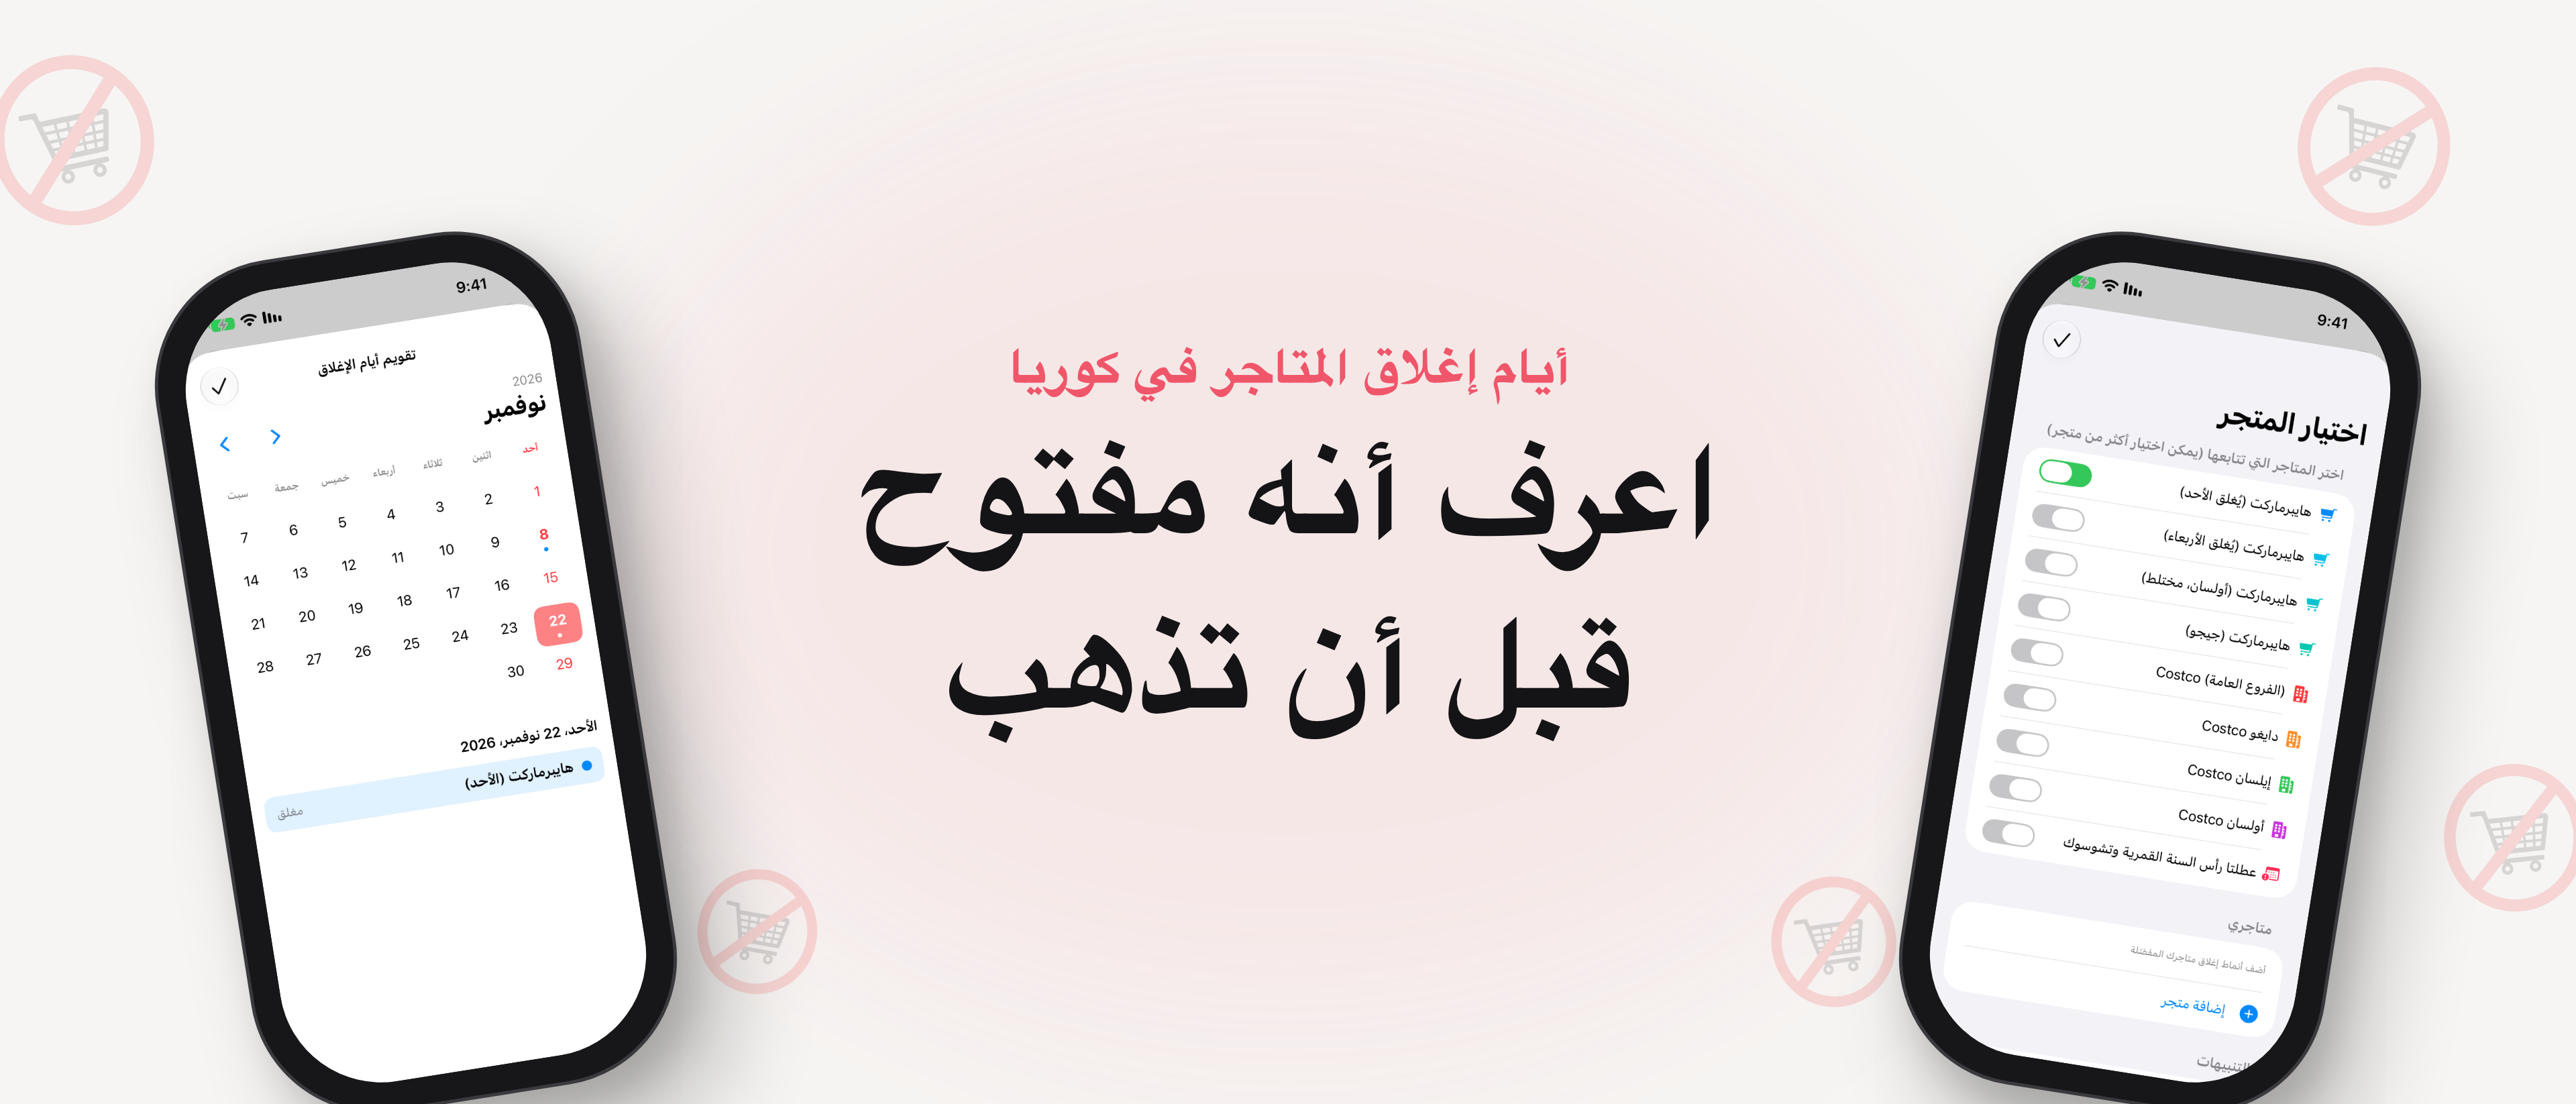 أيام إغلاق المتاجر في كوريا
اعرف أنه مفتوح
قبل أن تذهب
9:41
تقويم أيام الإغلاق
2026
نوفمبر
أحد اثنين ثلاثاء أربعاء خميس جمعة سبت
1 2 3 4 5 6 7
8 9 10 11 12 13 14
15 16 17 18 19 20 21
22 23 24 25 26 27 28
29 30
الأحد، 22 نوفمبر، 2026
هايبرماركت (الأحد)
مغلق
9:41
اختيار المتجر
اختر المتاجر التي تتابعها (يمكن اختيار أكثر من متجر)
هايبرماركت (يُغلق الأحد)
هايبرماركت (يُغلق الأربعاء)
هايبرماركت (أولسان، مختلط)
هايبرماركت (جيجو)
Costco (الفروع العامة)
دايغو Costco
إيلسان Costco
أولسان Costco
عطلتا رأس السنة القمرية وتشوسوك
متاجري
أضف أنماط إغلاق متاجرك المفضلة
إضافة متجر
التنبيهات